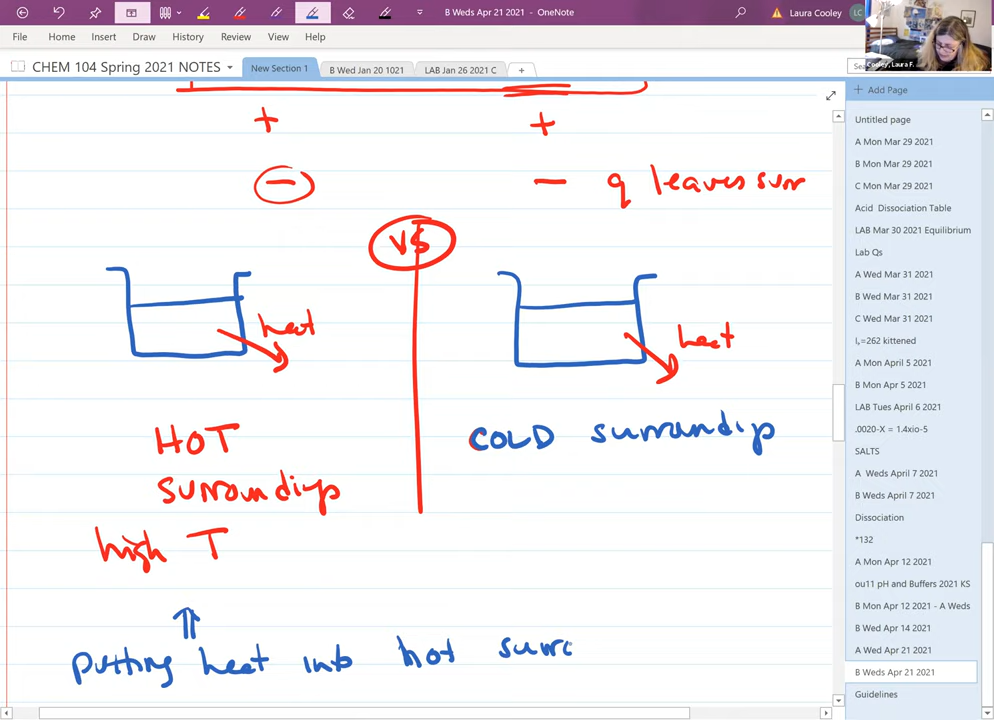 B Weds Apr 21 2021 - OneNote
Laura Cooley
LC
File Home Insert Draw History Review View Help
CHEM 104 Spring 2021 NOTES
New Section 1
B Wed Jan 20 1021
LAB Jan 26 2021 C
Cooley, Laura F.
Add Page
Untitled page
A Mon Mar 29 2021
B Mon Mar 29 2021
C Mon Mar 29 2021
Acid Dissociation Table
LAB Mar 30 2021 Equilibrium
Lab Qs
A Wed Mar 31 2021
B Wed Mar 31 2021
C Wed Mar 31 2021
I,=262 kittened
A Mon April 5 2021
B Mon Apr 5 2021
LAB Tues April 6 2021
.0020-X = 1.4xio-5
SALTS
A Weds April 7 2021
B Weds April 7 2021
Dissociation
*132
A Mon Apr 12 2021
ou11 pH and Buffers 2021 KS
B Mon Apr 12 2021 - A Weds
B Wed Apr 14 2021
A Wed Apr 21 2021
B Weds Apr 21 2021
Guidelines
+ +
− − q leaves surr
VS
heat heat
HOT
surroundings
high T
COLD surroundings
⇑
putting heat into hot surro